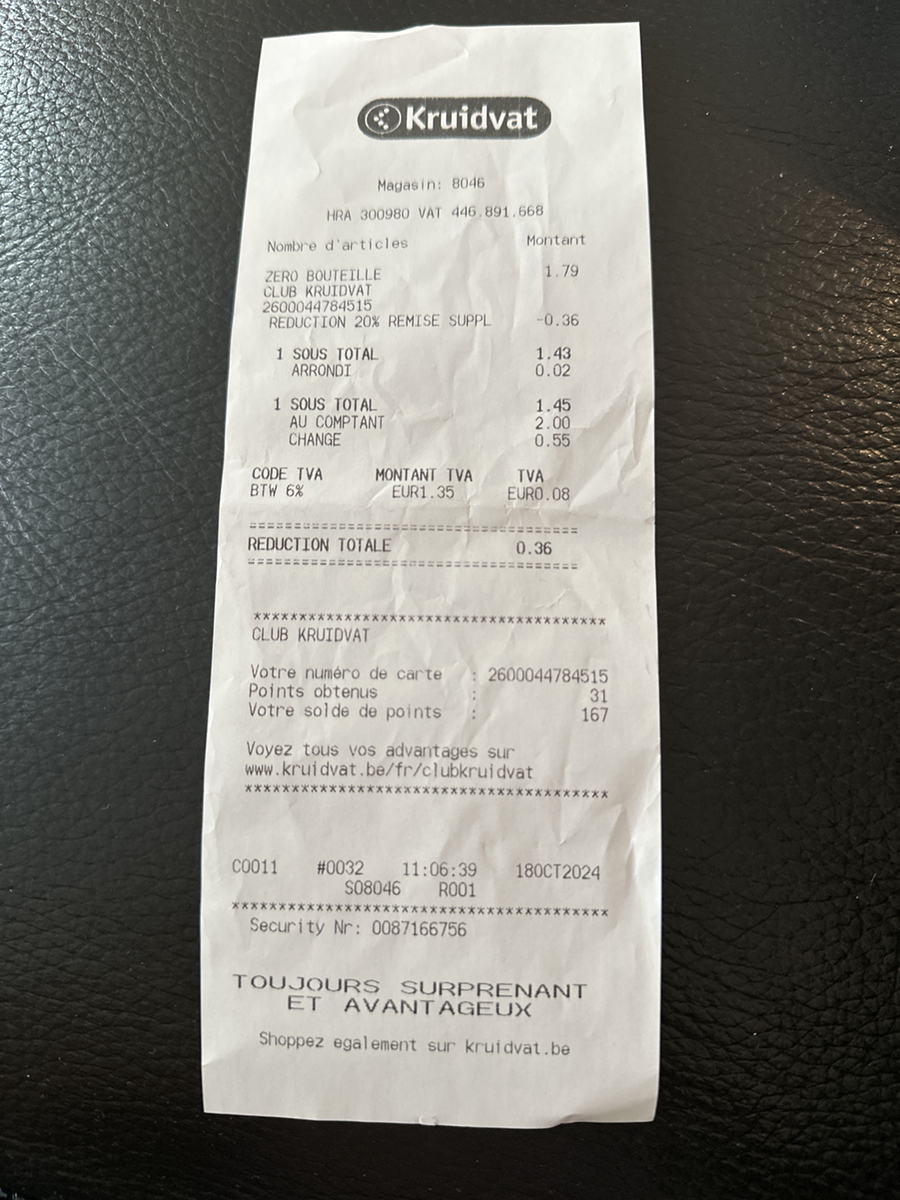 Kruidvat
Magasin: 8046
HRA 300980 VAT 446.891.668
Nombre d'articles Montant
ZERO BOUTEILLE 1.79
CLUB KRUIDVAT
2600044784515
REDUCTION 20% REMISE SUPPL -0.36
1 SOUS TOTAL 1.43
ARRONDI 0.02
1 SOUS TOTAL 1.45
AU COMPTANT 2.00
CHANGE 0.55
CODE TVA MONTANT TVA TVA
BTW 6% EUR1.35 EUR0.08
=====================================
REDUCTION TOTALE 0.36
=====================================
***************************************
CLUB KRUIDVAT
Votre numéro de carte : 2600044784515
Points obtenus : 31
Votre solde de points : 167
Voyez tous vos advantages sur
www.kruidvat.be/fr/clubkruidvat
***************************************
C0011 #0032 11:06:39 18OCT2024
S08046 R001
***************************************
Security Nr: 0087166756
TOUJOURS SURPRENANT
ET AVANTAGEUX
Shoppez egalement sur kruidvat.be